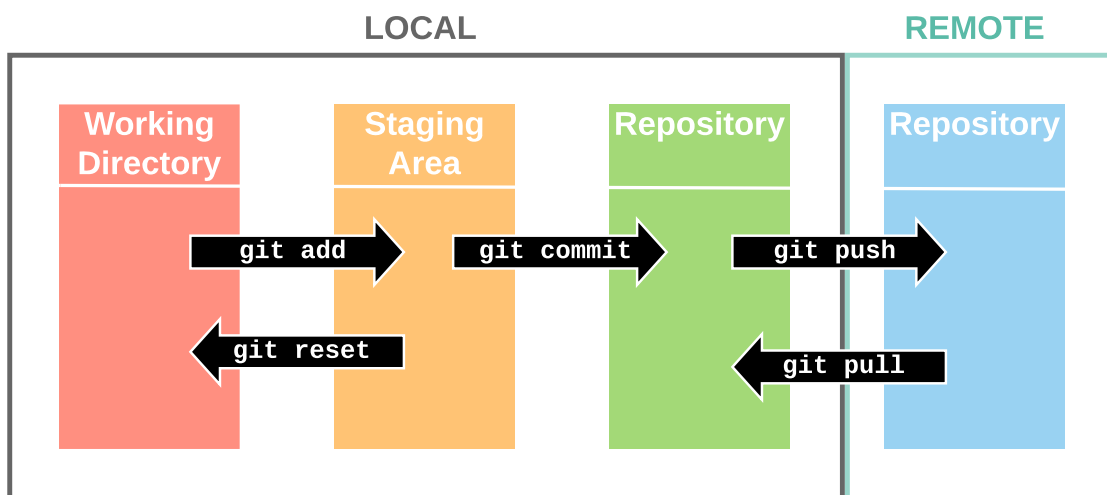 LOCAL
REMOTE
Working
Directory
Staging
Area
Repository
Repository
git add
git commit
git push
git reset
git pull